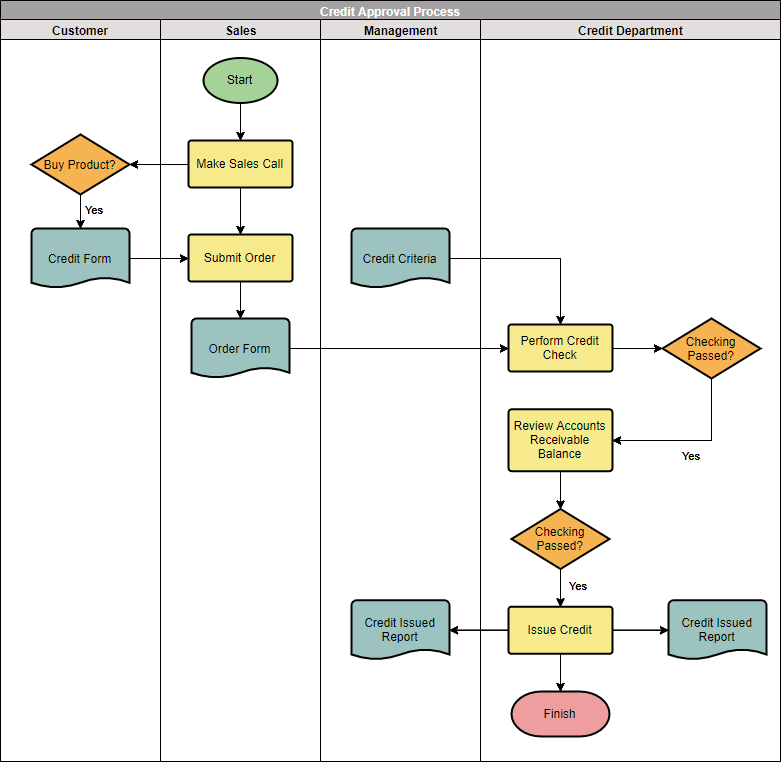 Credit Approval Process
Customer
Sales
Management
Credit Department
Start
Buy Product?
Make Sales Call
Yes
Credit Form
Submit Order
Credit Criteria
Order Form
Perform Credit
Check
Checking
Passed?
Review Accounts
Receivable
Balance
Yes
Checking
Passed?
Yes
Credit Issued
Report
Issue Credit
Credit Issued
Report
Finish